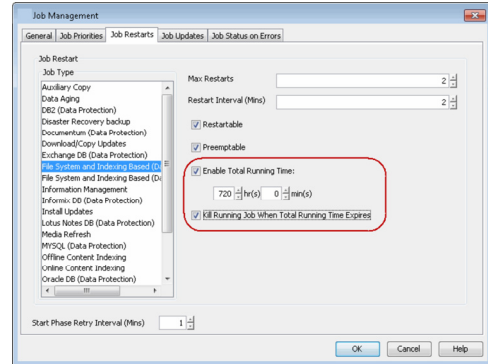 Job Management
General Job Priorities Job Restarts Job Updates Job Status on Errors
Job Restart
Job Type
Auxiliary Copy
Data Aging
DB2 (Data Protection)
Disaster Recovery backup
Documentum (Data Protection)
Download/Copy Updates
Exchange DB (Data Protection)
File System and Indexing Based (Da
File System and Indexing Based (Da
Information Management
Informix DB (Data Protection)
Install Updates
Lotus Notes DB (Data Protection)
Media Refresh
MYSQL (Data Protection)
Offline Content Indexing
Online Content Indexing
Oracle DB (Data Protection)
Max Restarts 2
Restart Interval (Mins) 2
Restartable
Preemptable
Enable Total Running Time:
720 hr(s) 0 min(s)
Kill Running Job When Total Running Time Expires
Start Phase Retry Interval (Mins) 1
OK Cancel Help